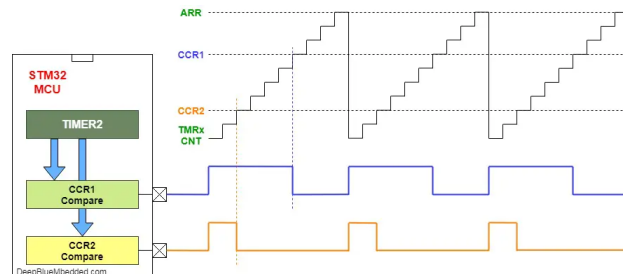 ARR
CCR1
CCR2
TMRx
CNT
STM32
MCU
TIMER2
CCR1
Compare
CCR2
Compare
DeepBlueMbedded.com